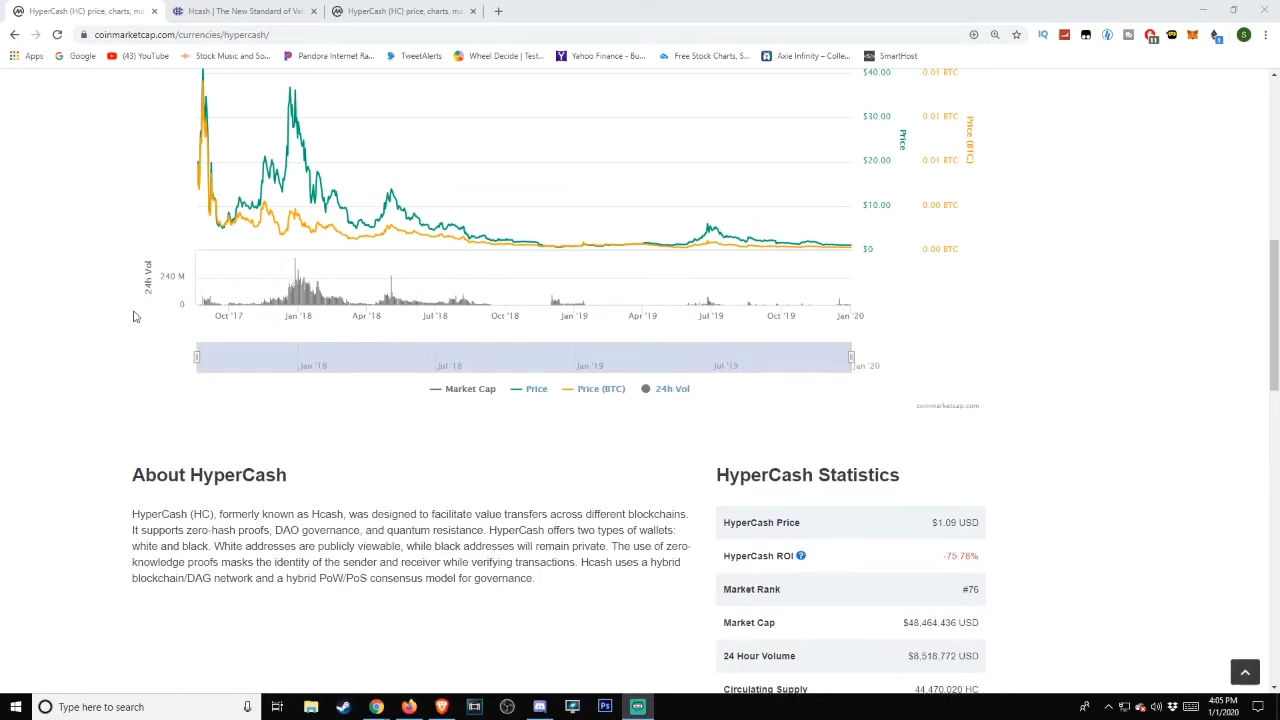 HyperCash (HC) price, charts, ma
Hcash | The New Standard of Val
HyperCash (HC) price, charts, ma
coinmarketcap.com/currencies/hypercash/
11
1
S
Apps
Google
(43) YouTube
Stock Music and So...
Pandora Internet Ra...
TweetAlerts
Wheel Decide | Test...
Yahoo Finance - Bu...
Free Stock Charts, S...
Axie Infinity – Colle...
SmartHost
$40.00 0.01 BTC
$30.00 0.01 BTC
$20.00 0.01 BTC
$10.00 0.00 BTC
$0 0.00 BTC
Price
Price (BTC)
24h Vol
240 M
0
Oct '17 Jan '18 Apr '18 Jul '18 Oct '18 Jan '19 Apr '19 Jul '19 Oct '19 Jan '20
Jan '18 Jul '18 Jan '19 Jul '19 Jan '20
Market Cap Price Price (BTC) 24h Vol
coinmarketcap.com
About HyperCash
HyperCash (HC), formerly known as Hcash, was designed to facilitate value transfers across different blockchains.
It supports zero-hash proofs, DAO governance, and quantum resistance. HyperCash offers two types of wallets:
white and black. White addresses are publicly viewable, while black addresses will remain private. The use of zero-
knowledge proofs masks the identity of the sender and receiver while verifying transactions. Hcash uses a hybrid
blockchain/DAG network and a hybrid PoW/PoS consensus model for governance.
HyperCash Statistics
HyperCash Price $1.09 USD
HyperCash ROI -75.78%
Market Rank #76
Market Cap $48,464,436 USD
24 Hour Volume $8,518,772 USD
Circulating Supply 44,470,020 HC
Type here to search
4:05 PM
1/1/2020